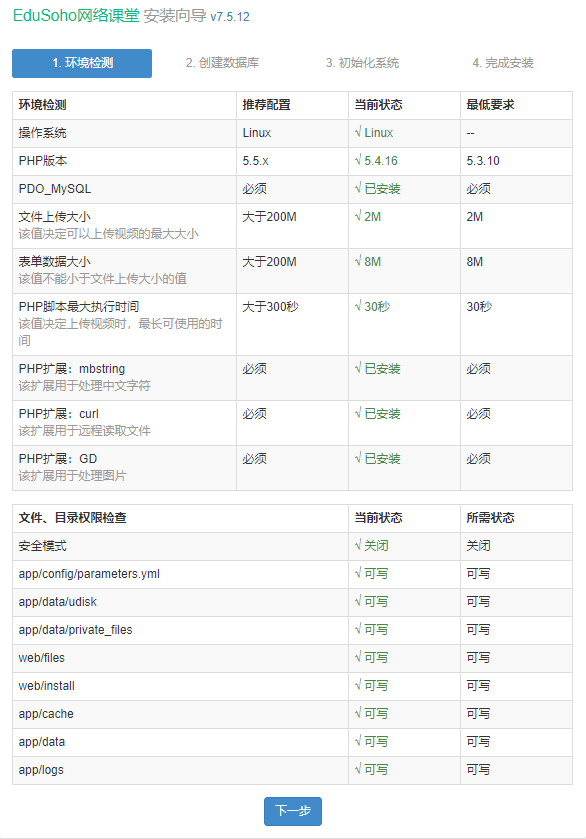 EduSoho网络课堂 安装向导 v7.5.12
1. 环境检测 2. 创建数据库 3. 初始化系统 4. 完成安装
环境检测 推荐配置 当前状态 最低要求
操作系统 Linux √ Linux --
PHP版本 5.5.x √ 5.4.16 5.3.10
PDO_MySQL 必须 √ 已安装 必须
文件上传大小 大于200M √ 2M 2M
该值决定可以上传视频的最大大小
表单数据大小 大于200M √ 8M 8M
该值不能小于文件上传大小的值
PHP脚本最大执行时间 大于300秒 √ 30秒 30秒
该值决定上传视频时，最长可使用的时
间
PHP扩展：mbstring 必须 √ 已安装 必须
该扩展用于处理中文字符
PHP扩展：curl 必须 √ 已安装 必须
该扩展用于远程读取文件
PHP扩展：GD 必须 √ 已安装 必须
该扩展用于处理图片
文件、目录权限检查 当前状态 所需状态
安全模式 √ 关闭 关闭
app/config/parameters.yml √ 可写 可写
app/data/udisk √ 可写 可写
app/data/private_files √ 可写 可写
web/files √ 可写 可写
web/install √ 可写 可写
app/cache √ 可写 可写
app/data √ 可写 可写
app/logs √ 可写 可写
下一步